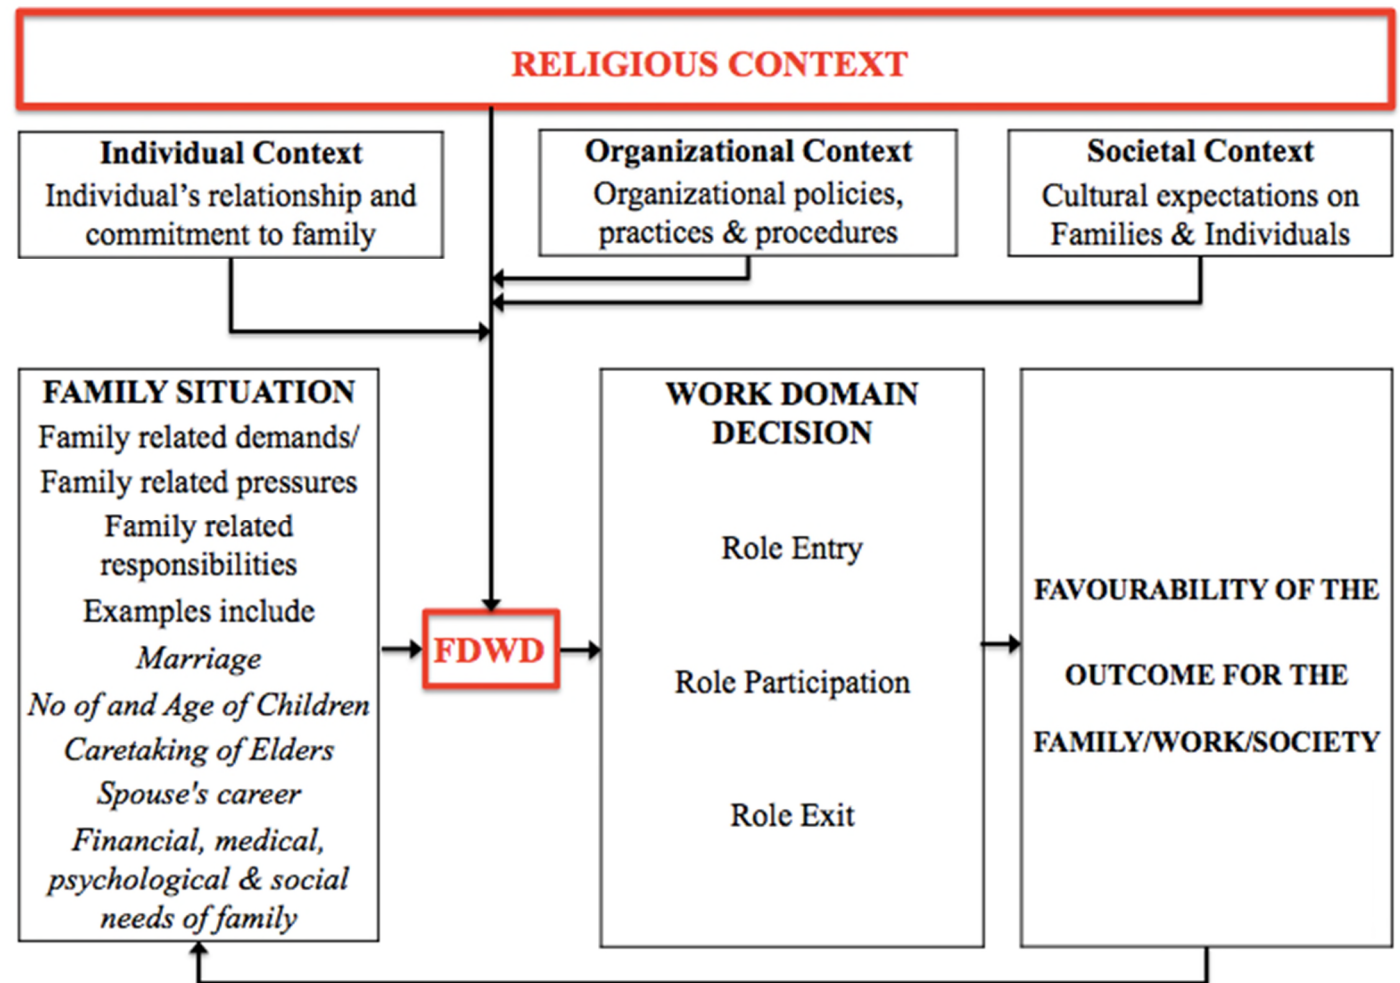 RELIGIOUS CONTEXT
Individual Context
Individual's relationship and
commitment to family
Organizational Context
Organizational policies,
practices & procedures
Societal Context
Cultural expectations on
Families & Individuals
FAMILY SITUATION
Family related demands/
Family related pressures
Family related
responsibilities
Examples include
Marriage
No of and Age of Children
Caretaking of Elders
Spouse's career
Financial, medical,
psychological & social
needs of family
FDWD
WORK DOMAIN
DECISION
Role Entry
Role Participation
Role Exit
FAVOURABILITY OF THE
OUTCOME FOR THE
FAMILY/WORK/SOCIETY